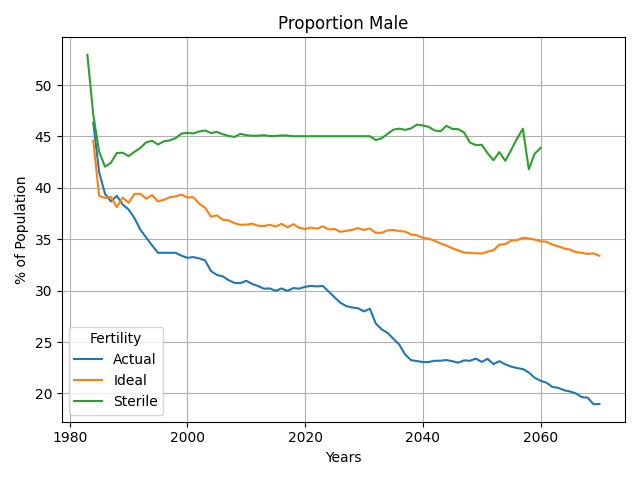 Proportion Male
% of Population
50
45
40
35
30
25
20
Fertility
Actual
Ideal
Sterile
1980
2000
2020
2040
2060
Years